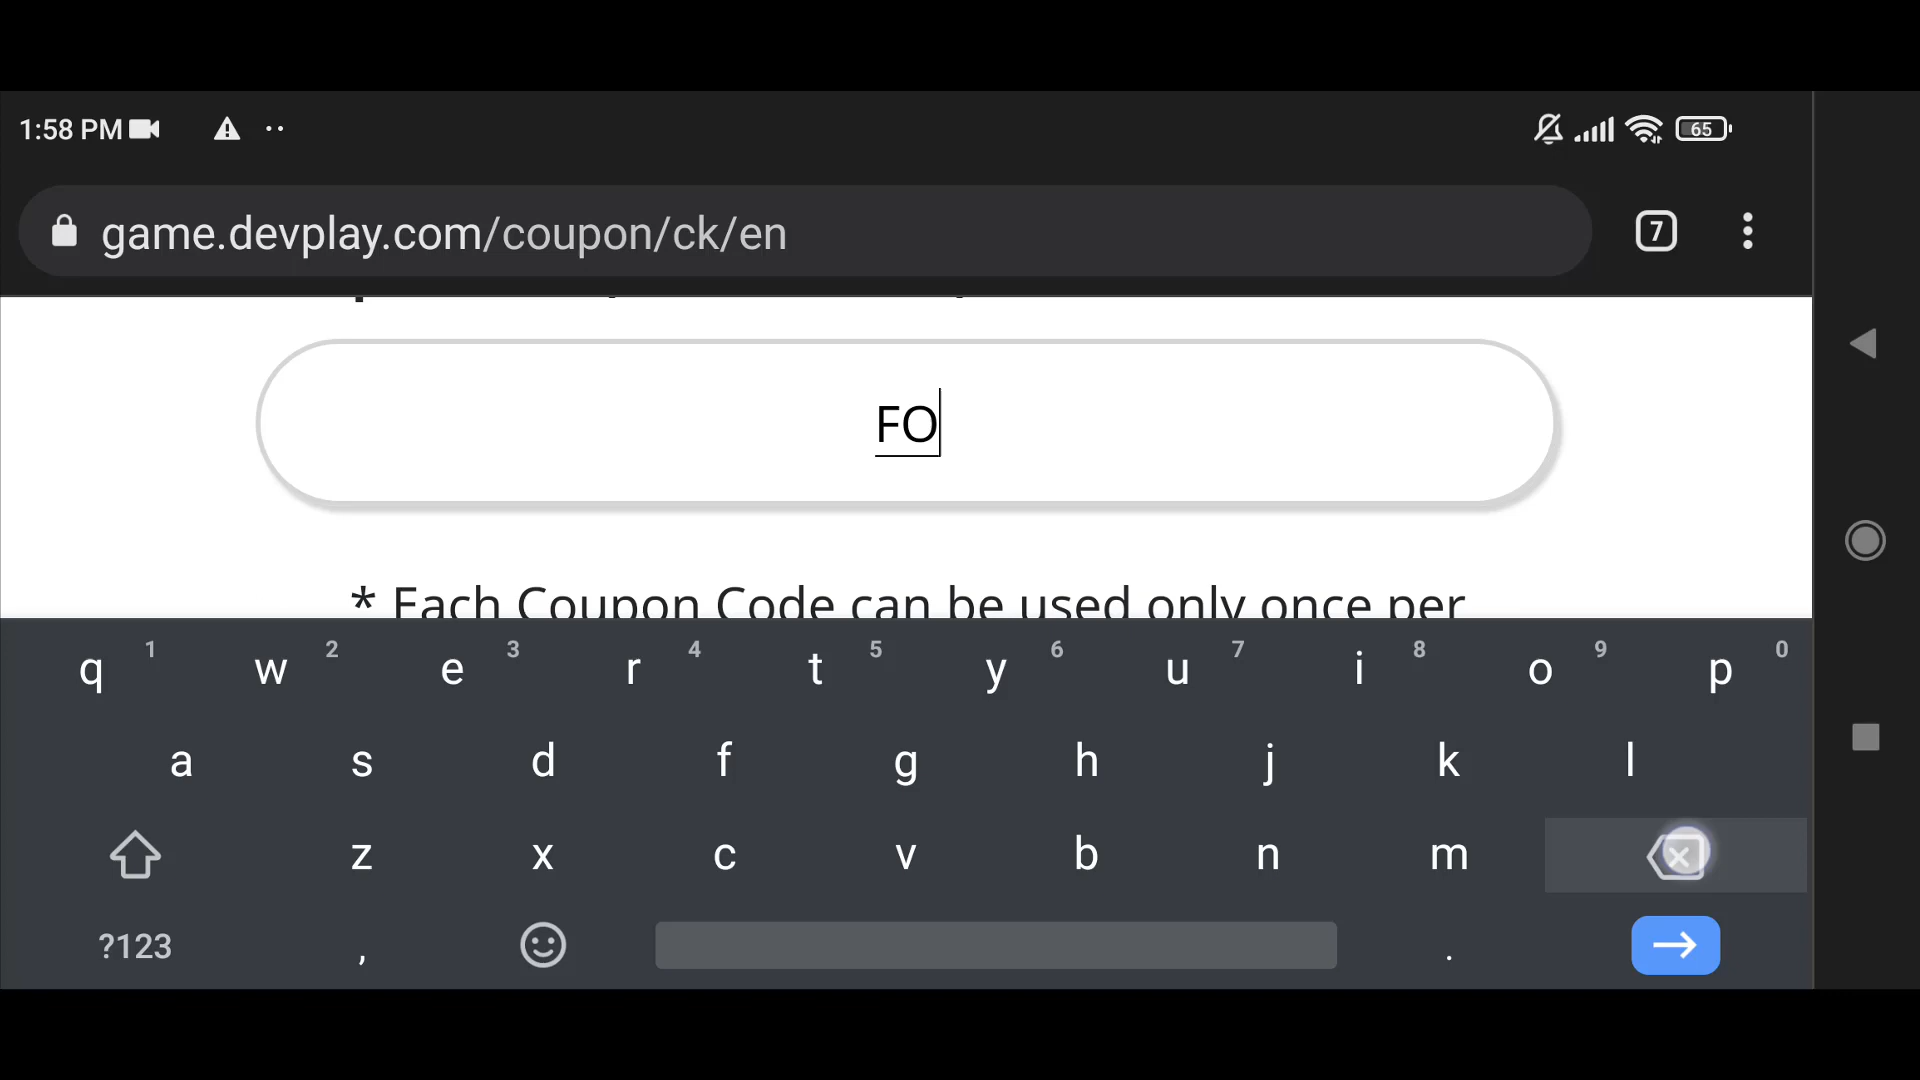 1:58 PM
65
game.devplay.com/coupon/ck/en
7
FO
* Each Coupon Code can be used only once per
q 1 w 2 e 3 r 4 t 5 y 6 u 7 i 8 o 9 p 0
a s d f g h j k l
z x c v b n m
?123 , .